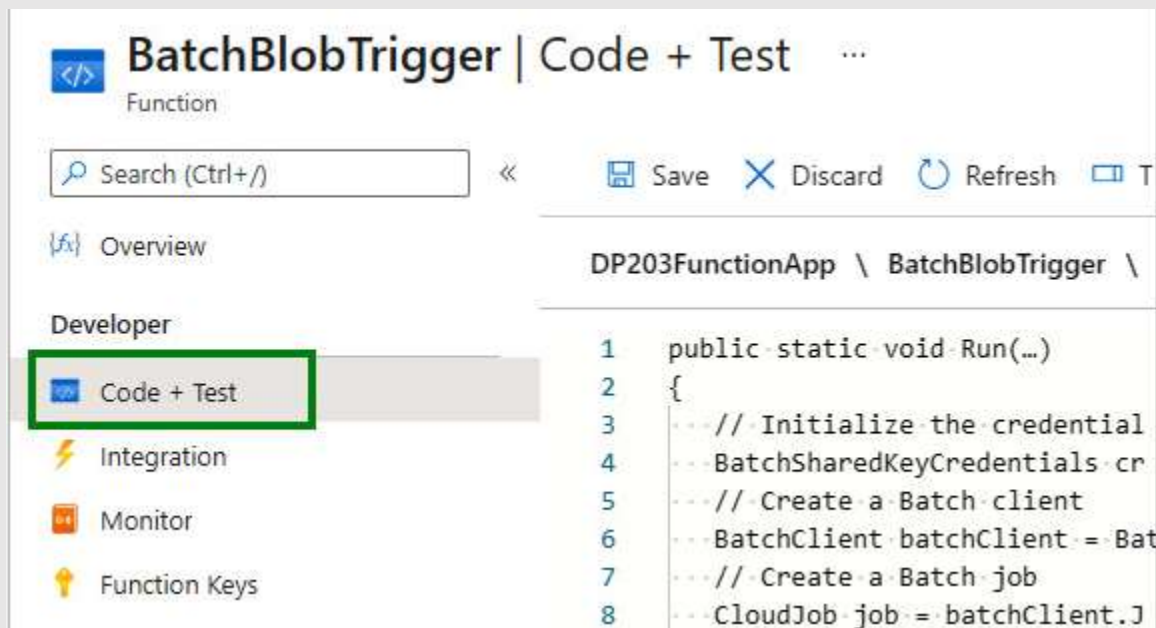 BatchBlobTrigger | Code + Test ...
Function
Search (Ctrl+/)
«
Save Discard Refresh T
{fx} Overview
DP203FunctionApp \ BatchBlobTrigger \
Developer
Code + Test
Integration
Monitor
Function Keys
1 public static void Run(…)
2 {
3 // Initialize the credential
4 BatchSharedKeyCredentials cr
5 // Create a Batch client
6 BatchClient batchClient = Bat
7 // Create a Batch job
8 CloudJob job = batchClient.J